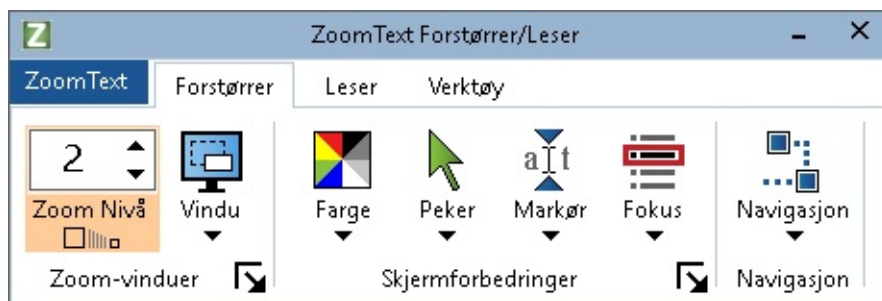 Z
ZoomText Forstørrer/Leser
ZoomText Forstørrer Leser Verktøy
2
Zoom Nivå Vindu Farge Peker Markør Fokus Navigasjon
a t
Zoom-vinduer Skjermforbedringer Navigasjon